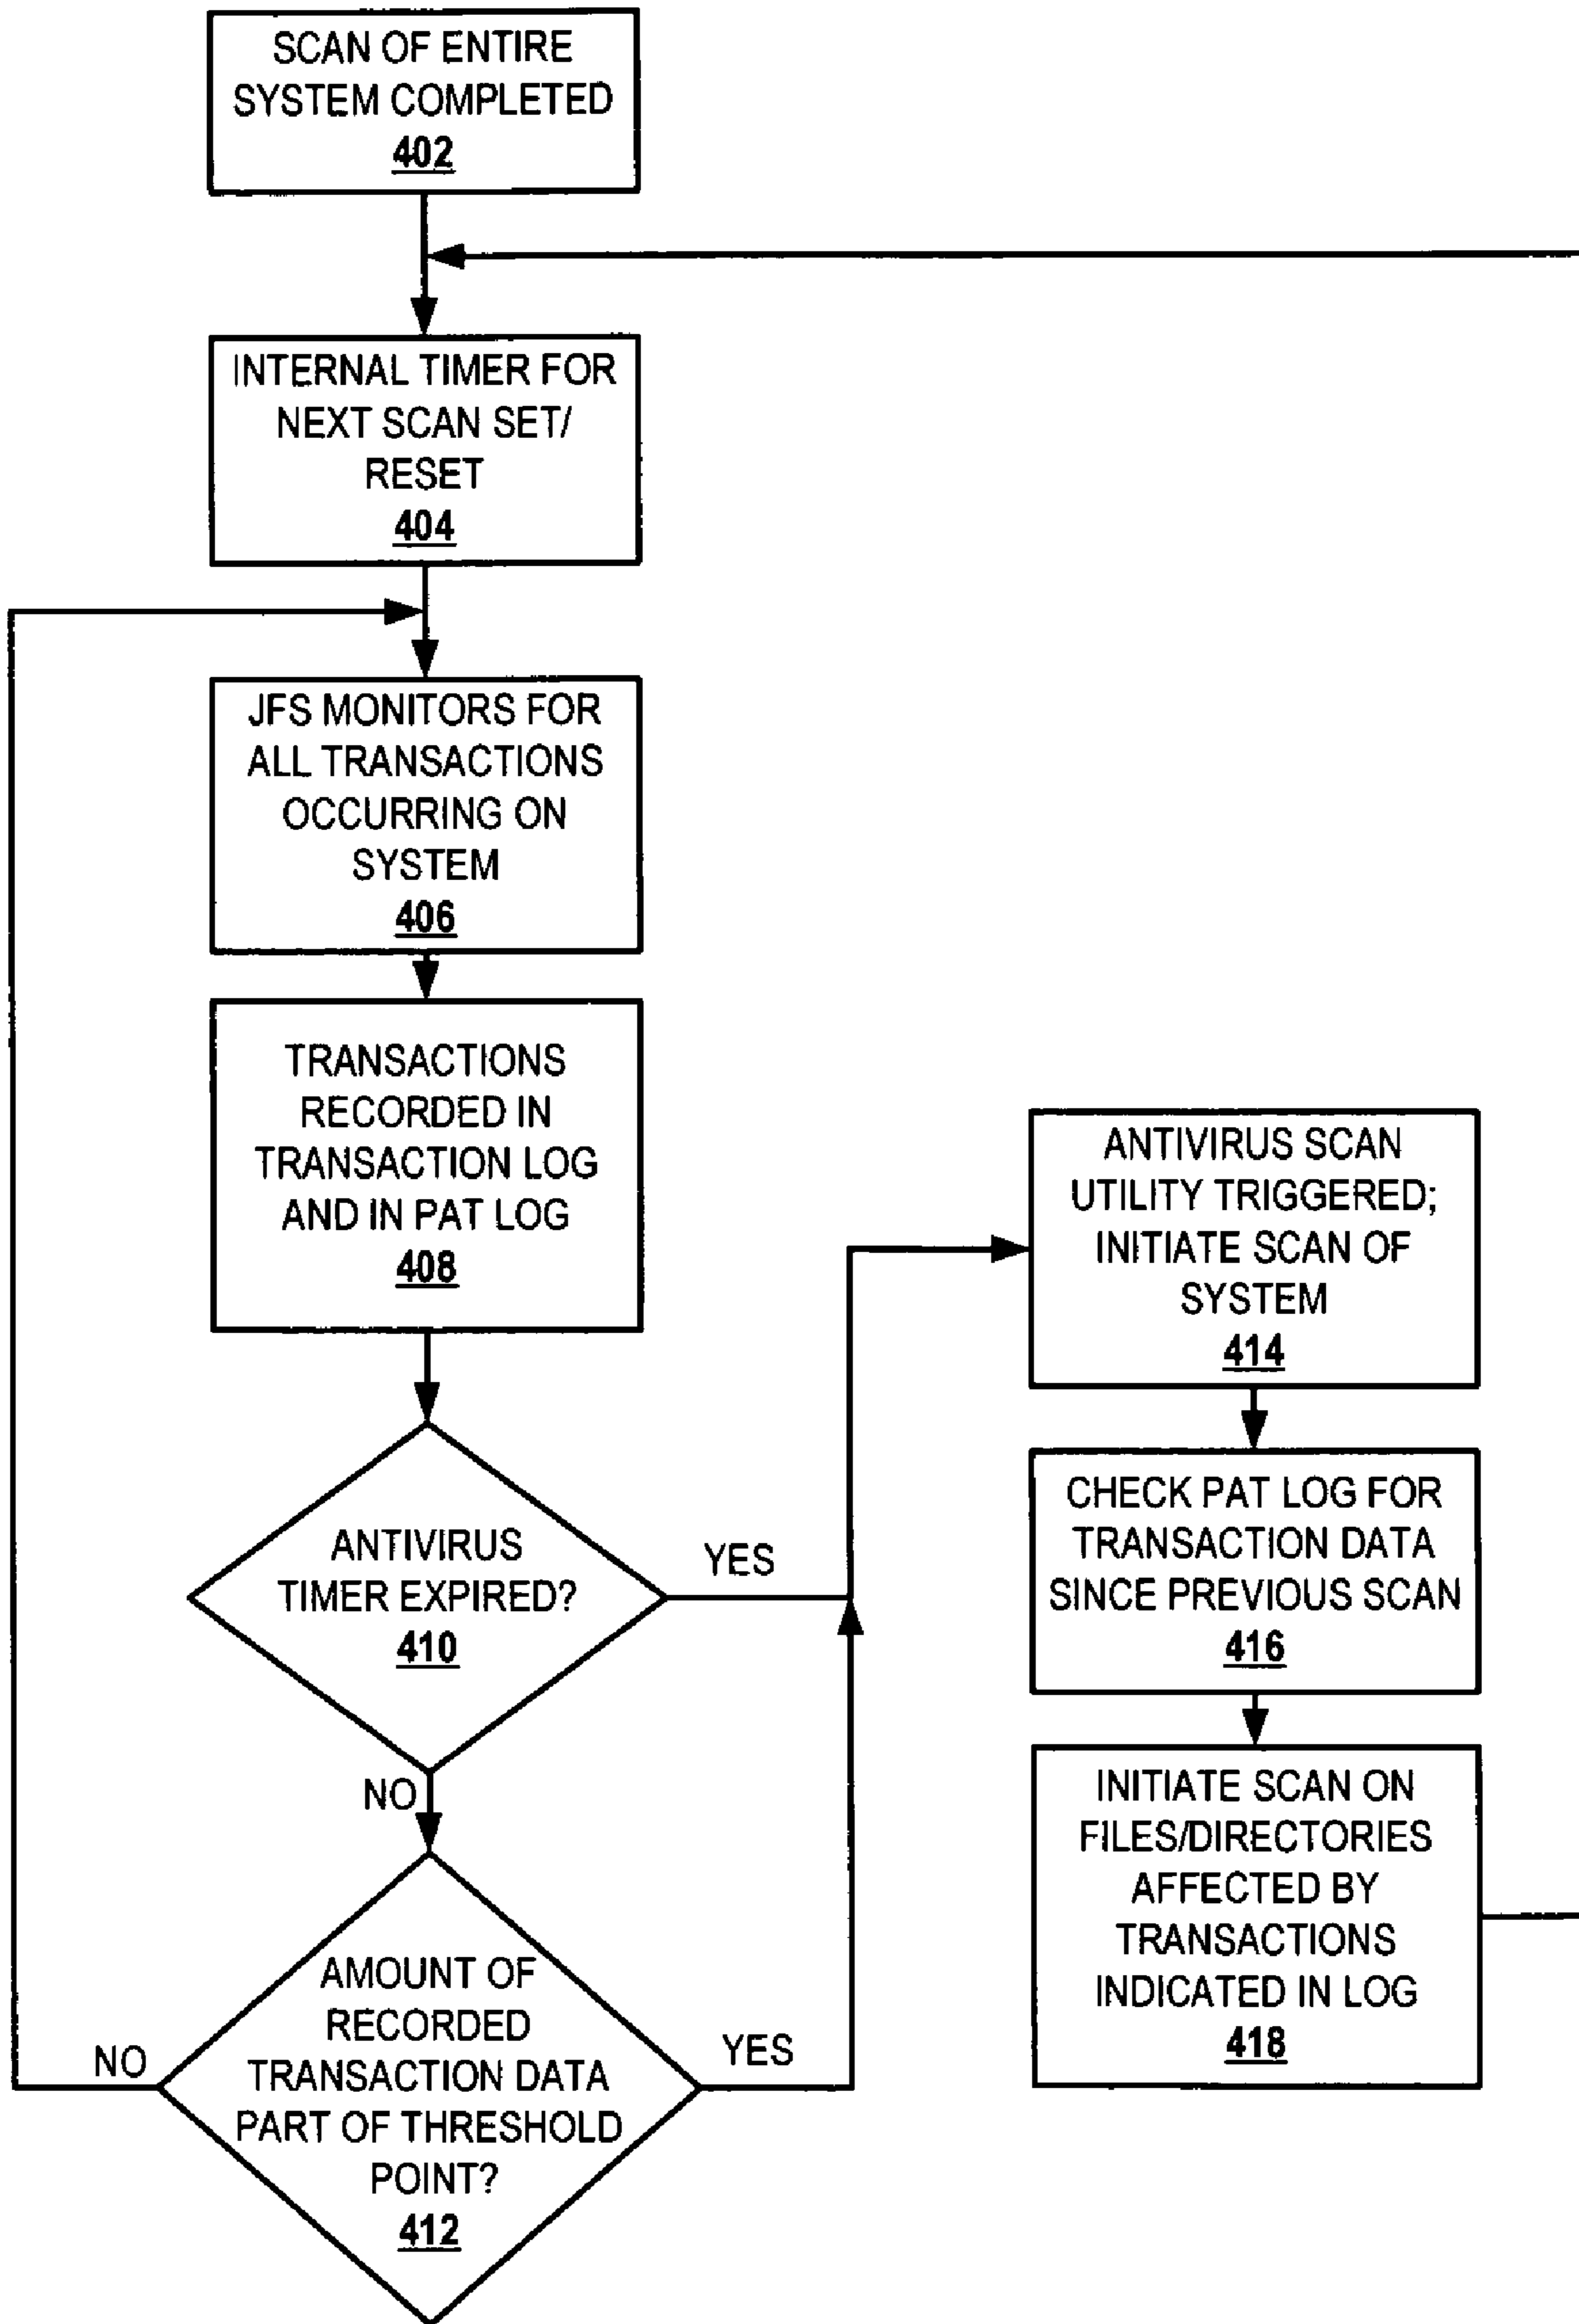 SCAN OF ENTIRE
SYSTEM COMPLETED
402
INTERNAL TIMER FOR
NEXT SCAN SET/
RESET
404
JFS MONITORS FOR
ALL TRANSACTIONS
OCCURRING ON
SYSTEM
406
TRANSACTIONS
RECORDED IN
TRANSACTION LOG
AND IN PAT LOG
408
ANTIVIRUS
TIMER EXPIRED?
410
YES
NO
AMOUNT OF
RECORDED
TRANSACTION DATA
PART OF THRESHOLD
POINT?
412
NO
YES
ANTIVIRUS SCAN
UTILITY TRIGGERED;
INITIATE SCAN OF
SYSTEM
414
CHECK PAT LOG FOR
TRANSACTION DATA
SINCE PREVIOUS SCAN
416
INITIATE SCAN ON
FILES/DIRECTORIES
AFFECTED BY
TRANSACTIONS
INDICATED IN LOG
418